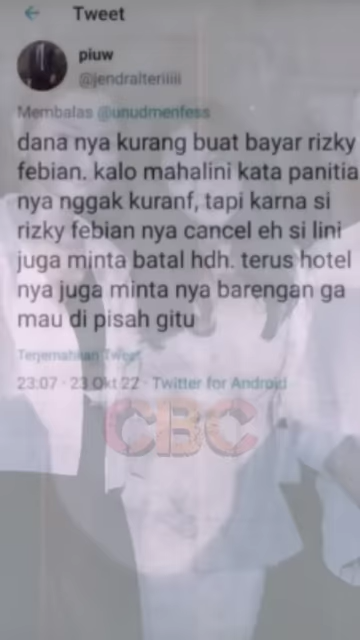 Tweet
piuw
@jendralteriiiii
Membalas @unudmenfess
dana nya kurang buat bayar rizky
febian. kalo mahalini kata panitia
nya nggak kuranf, tapi karna si
rizky febian nya cancel eh si lini
juga minta batal hdh. terus hotel
nya juga minta nya barengan ga
mau di pisah gitu
Terjemahkan Tweet
23:07 · 23 Okt 22 · Twitter for Android
CBC